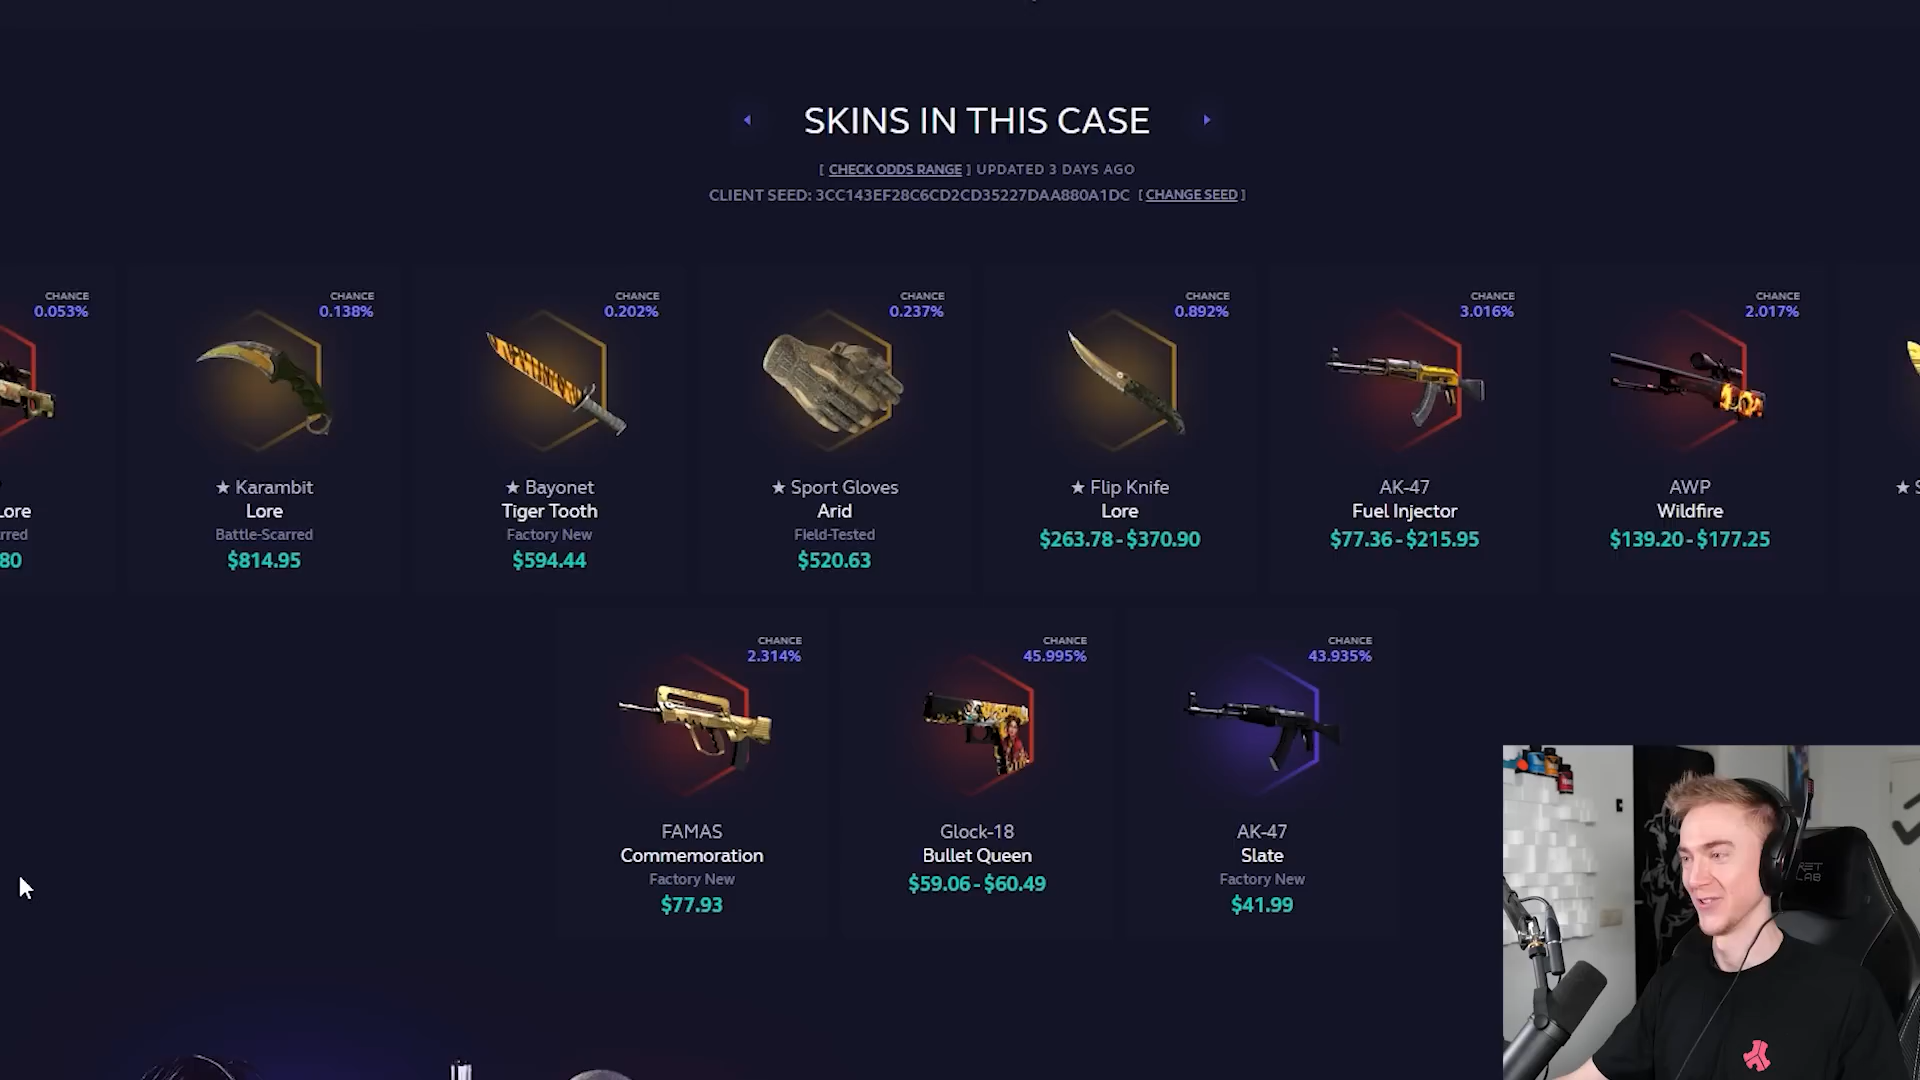 SKINS IN THIS CASE
[ CHECK ODDS RANGE ] UPDATED 3 DAYS AGO
CLIENT SEED: 3CC143EF28C6CD2CD35227DAA880A1DC [ CHANGE SEED ]
CHANCE
0.053%
Lore
80
CHANCE
0.138%
★ Karambit
Lore
Battle-Scarred
$814.95
CHANCE
0.202%
★ Bayonet
Tiger Tooth
Factory New
$594.44
CHANCE
0.237%
★ Sport Gloves
Arid
Field-Tested
$520.63
CHANCE
0.892%
★ Flip Knife
Lore
$263.78 - $370.90
CHANCE
3.016%
AK-47
Fuel Injector
$77.36 - $215.95
CHANCE
2.017%
AWP
Wildfire
$139.20 - $177.25
★ S
CHANCE
2.314%
FAMAS
Commemoration
Factory New
$77.93
CHANCE
45.995%
Glock-18
Bullet Queen
$59.06 - $60.49
CHANCE
43.935%
AK-47
Slate
Factory New
$41.99